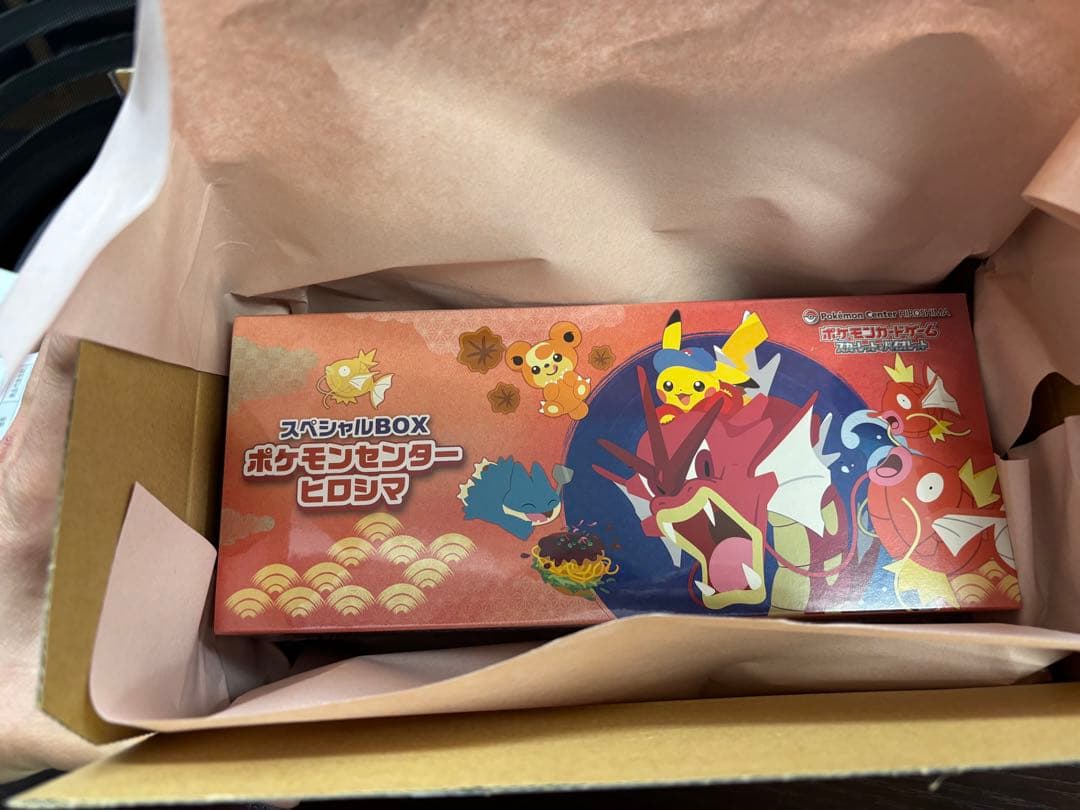 Pokémon Center HIROSHIMA
ポケモンカードゲーム
スカーレット&バイオレット
スペシャルBOX
ポケモンセンター
ヒロシマ